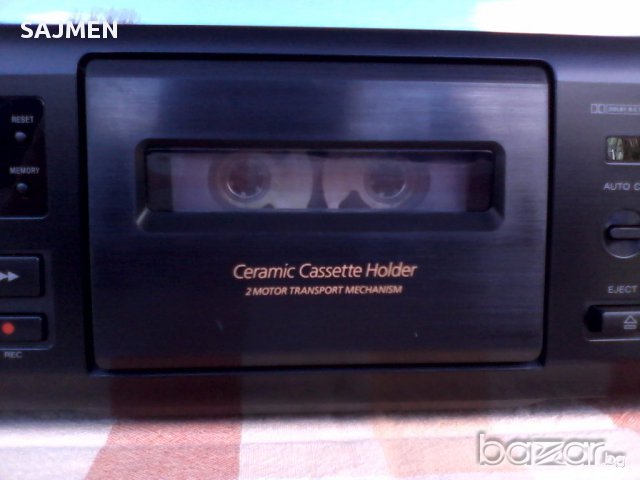 SAJMEN
RESET
MEMORY
REC
Ceramic Cassette Holder
2 MOTOR TRANSPORT MECHANISM
AUTO
EJECT
bazar.bg